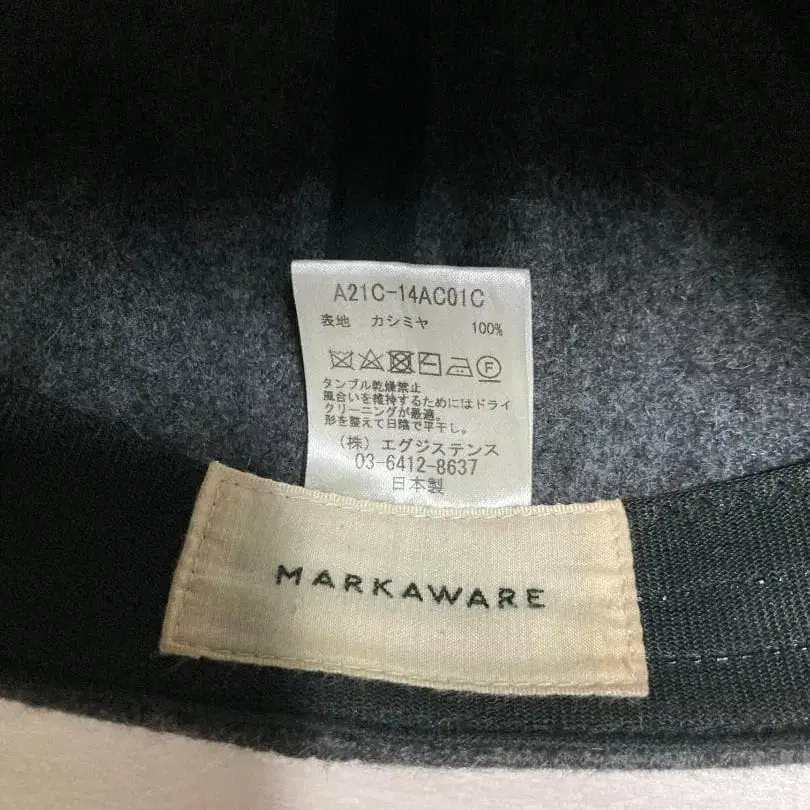 A21C-14AC01C
表地 カシミヤ 100%
F
タンブル乾燥禁止
風合いを維持するためにはドライ
クリーニングが最適。
形を整えて日陰で平干し。
(株) エグジステンス
03-6412-8637
日本製
MARKAWARE